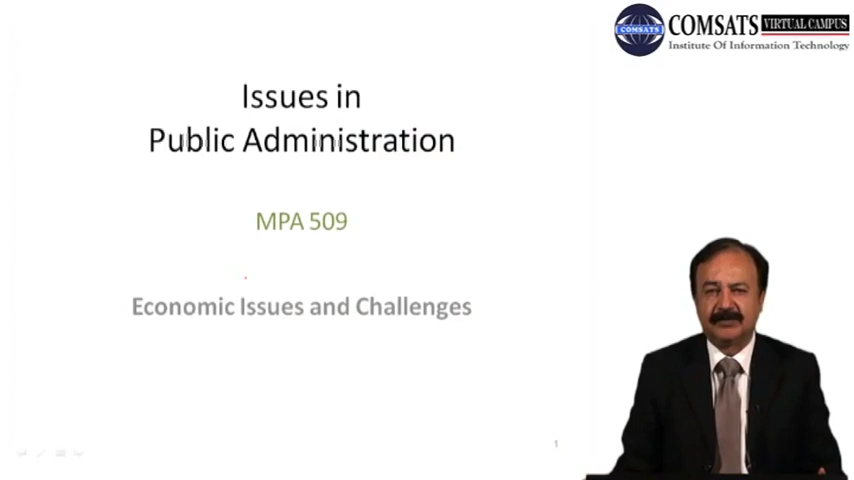 COMSATS
COMSATS VIRTUAL CAMPUS
Institute Of Information Technology
Issues in
Public Administration
MPA 509
Economic Issues and Challenges
1